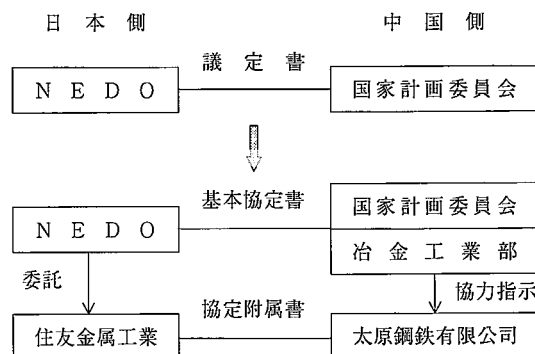 日本側 中国側
議定書
NEDO 国家計画委員会
基本協定書
国家計画委員会
NEDO
冶金工業部
委託 協力指示
協定附属書
住友金属工業 太原鋼鉄有限公司